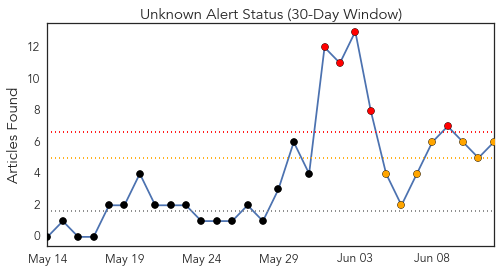 Unknown Alert Status (30-Day Window)
Articles Found
12
10
8
6
4
2
0
May 14
May 19
May 24
May 29
Jun 03
Jun 08